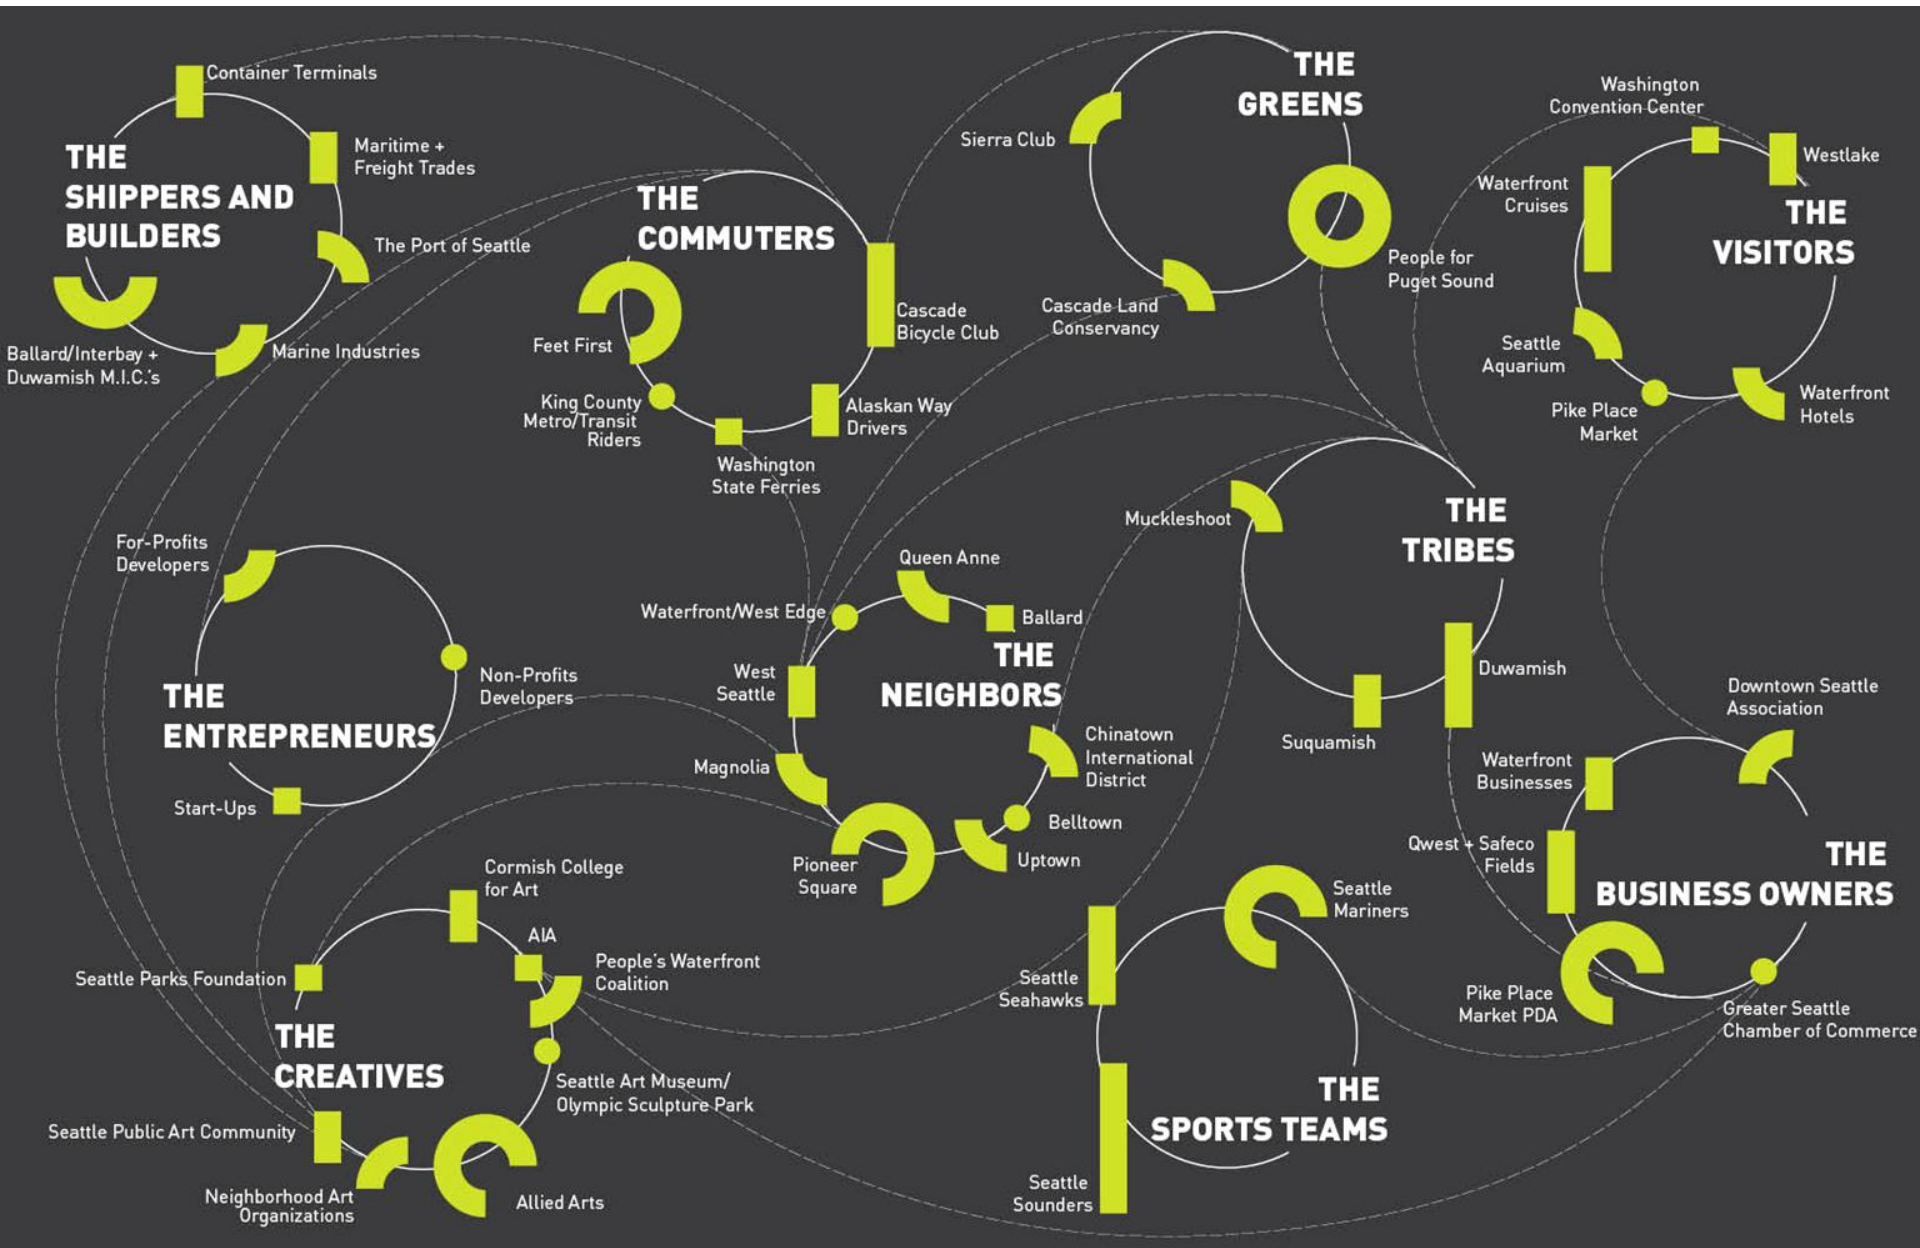 Container Terminals
Maritime +
Freight Trades
THE
SHIPPERS AND
BUILDERS
The Port of Seattle
Ballard/Interbay +
Duwamish M.I.C.'s
Marine Industries
THE
COMMUTERS
Cascade
Bicycle Club
Feet First
King County
Metro/Transit
Riders
Alaskan Way
Drivers
Washington
State Ferries
THE
GREENS
Sierra Club
People for
Puget Sound
Cascade Land
Conservancy
Washington
Convention Center
Westlake
Waterfront
Cruises
THE
VISITORS
Seattle
Aquarium
Pike Place
Market
Waterfront
Hotels
For-Profits
Developers
Non-Profits
Developers
THE
ENTREPRENEURS
Start-Ups
Queen Anne
Waterfront/West Edge
Ballard
THE
NEIGHBORS
West
Seattle
Magnolia
Chinatown
International
District
Belltown
Uptown
Pioneer
Square
Muckleshoot
THE
TRIBES
Duwamish
Suquamish
Downtown Seattle
Association
Waterfront
Businesses
Qwest + Safeco
Fields
THE
BUSINESS OWNERS
Pike Place
Market PDA
Greater Seattle
Chamber of Commerce
Cormish College
for Art
AIA
People's Waterfront
Coalition
Seattle Parks Foundation
THE
CREATIVES
Seattle Art Museum/
Olympic Sculpture Park
Seattle Public Art Community
Neighborhood Art
Organizations
Allied Arts
Seattle
Mariners
Seattle
Seahawks
THE
SPORTS TEAMS
Seattle
Sounders